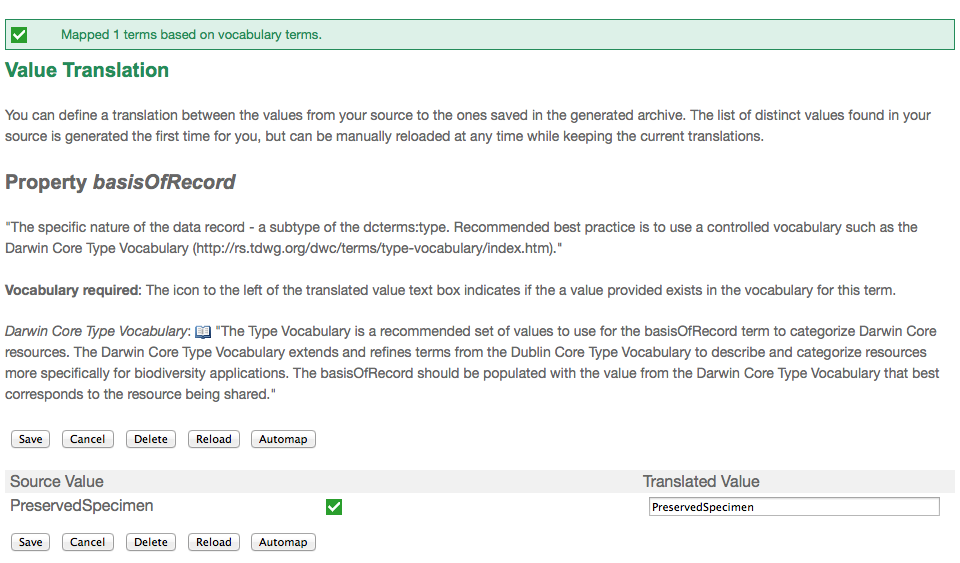 Mapped 1 terms based on vocabulary terms.
Value Translation
You can define a translation between the values from your source to the ones saved in the generated archive. The list of distinct values found in your
source is generated the first time for you, but can be manually reloaded at any time while keeping the current translations.
Property basisOfRecord
"The specific nature of the data record - a subtype of the dcterms:type. Recommended best practice is to use a controlled vocabulary such as the
Darwin Core Type Vocabulary (http://rs.tdwg.org/dwc/terms/type-vocabulary/index.htm)."
Vocabulary required: The icon to the left of the translated value text box indicates if the a value provided exists in the vocabulary for this term.
Darwin Core Type Vocabulary: "The Type Vocabulary is a recommended set of values to use for the basisOfRecord term to categorize Darwin Core
resources. The Darwin Core Type Vocabulary extends and refines terms from the Dublin Core Type Vocabulary to describe and categorize resources
more specifically for biodiversity applications. The basisOfRecord should be populated with the value from the Darwin Core Type Vocabulary that best
corresponds to the resource being shared."
Save Cancel Delete Reload Automap
Source Value Translated Value
PreservedSpecimen PreservedSpecimen
Save Cancel Delete Reload Automap